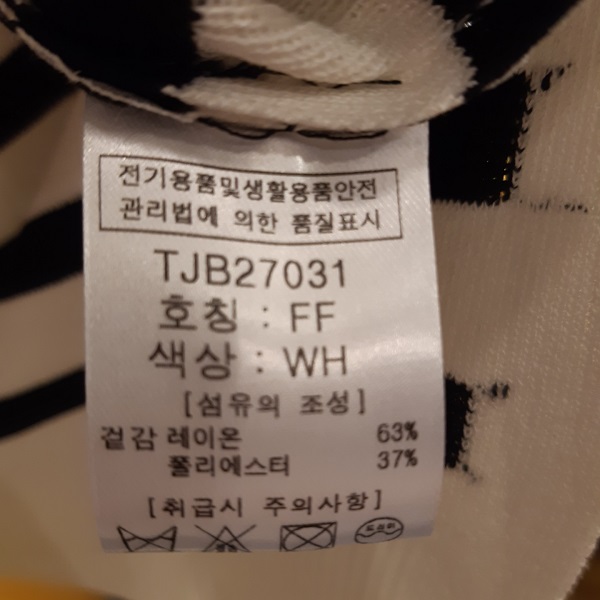 전기용품및생활용품안전
관리법에 의한 품질표시
TJB27031
호칭 : FF
색상 : WH
[섬유의 조성]
겉감 레이온 63%
폴리에스터 37%
[취급시 주의사항]